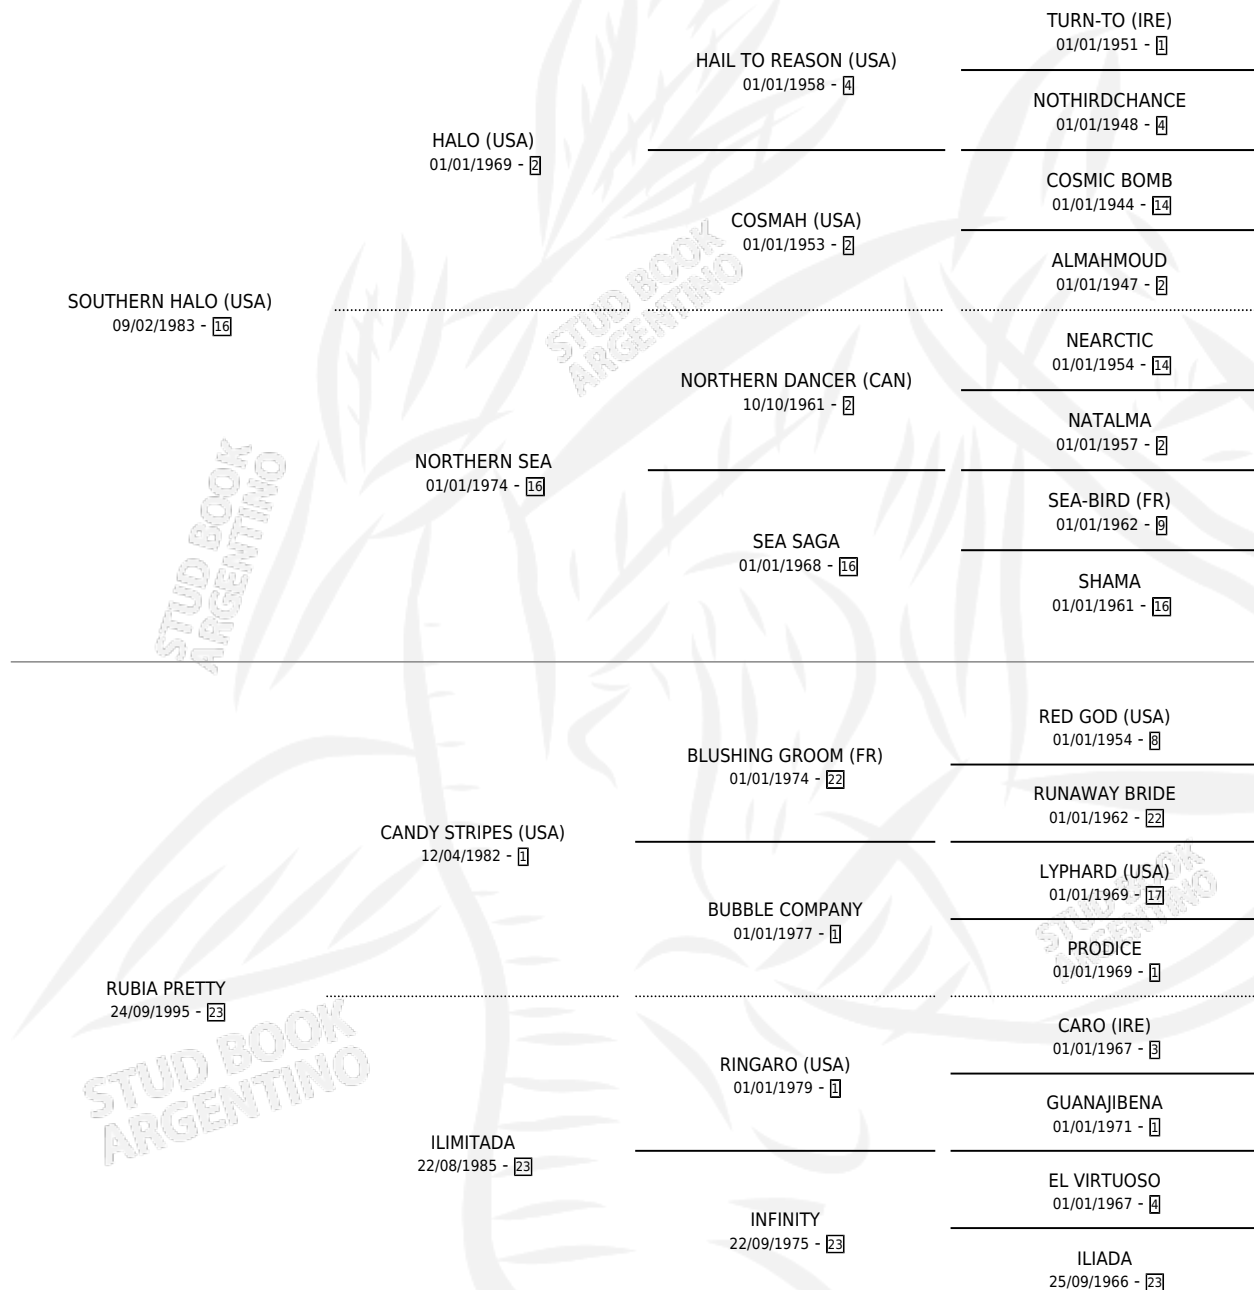 TURN-TO (IRE)
01/01/1951 - 1
HAIL TO REASON (USA)
01/01/1958 - 4
NOTHIRDCHANCE
01/01/1948 - 4
HALO (USA)
01/01/1969 - 2
COSMIC BOMB
01/01/1944 - 14
COSMAH (USA)
01/01/1953 - 2
ALMAHMOUD
01/01/1947 - 2
SOUTHERN HALO (USA)
09/02/1983 - 16
NEARCTIC
01/01/1954 - 14
NORTHERN DANCER (CAN)
10/10/1961 - 2
NATALMA
01/01/1957 - 2
NORTHERN SEA
01/01/1974 - 16
SEA-BIRD (FR)
01/01/1962 - 9
SEA SAGA
01/01/1968 - 16
SHAMA
01/01/1961 - 16
RED GOD (USA)
01/01/1954 - 8
BLUSHING GROOM (FR)
01/01/1974 - 22
RUNAWAY BRIDE
01/01/1962 - 22
CANDY STRIPES (USA)
12/04/1982 - 1
LYPHARD (USA)
01/01/1969 - 17
BUBBLE COMPANY
01/01/1977 - 1
PRODICE
01/01/1969 - 1
RUBIA PRETTY
24/09/1995 - 23
CARO (IRE)
01/01/1967 - 3
RINGARO (USA)
01/01/1979 - 1
GUANAJIBENA
01/01/1971 - 1
ILIMITADA
22/08/1985 - 23
EL VIRTUOSO
01/01/1967 - 4
INFINITY
22/09/1975 - 23
ILIADA
25/09/1966 - 23
STUD BOOK
ARGENTINO
STUD BOOK
ARGENTINO
STUD BOOK
ARGENTINO
STUD BOOK
ARGENTINO